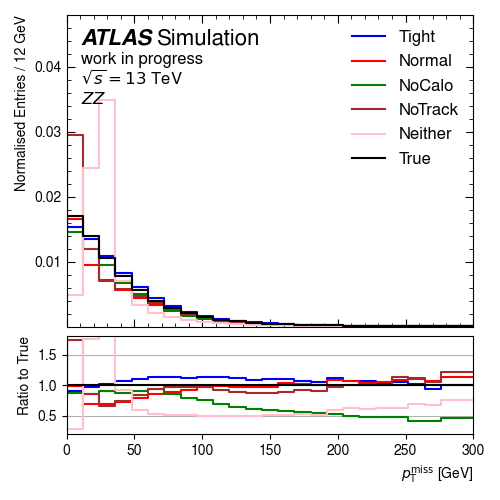 Normalised Entries / 12 GeV
ATLAS Simulation
work in progress
√s = 13 TeV
ZZ
Tight
Normal
NoCalo
NoTrack
Neither
True
0.04
0.03
0.02
0.01
Ratio to True
1.5
1.0
0.5
0 50 100 150 200 250 300
p_T^miss [GeV]